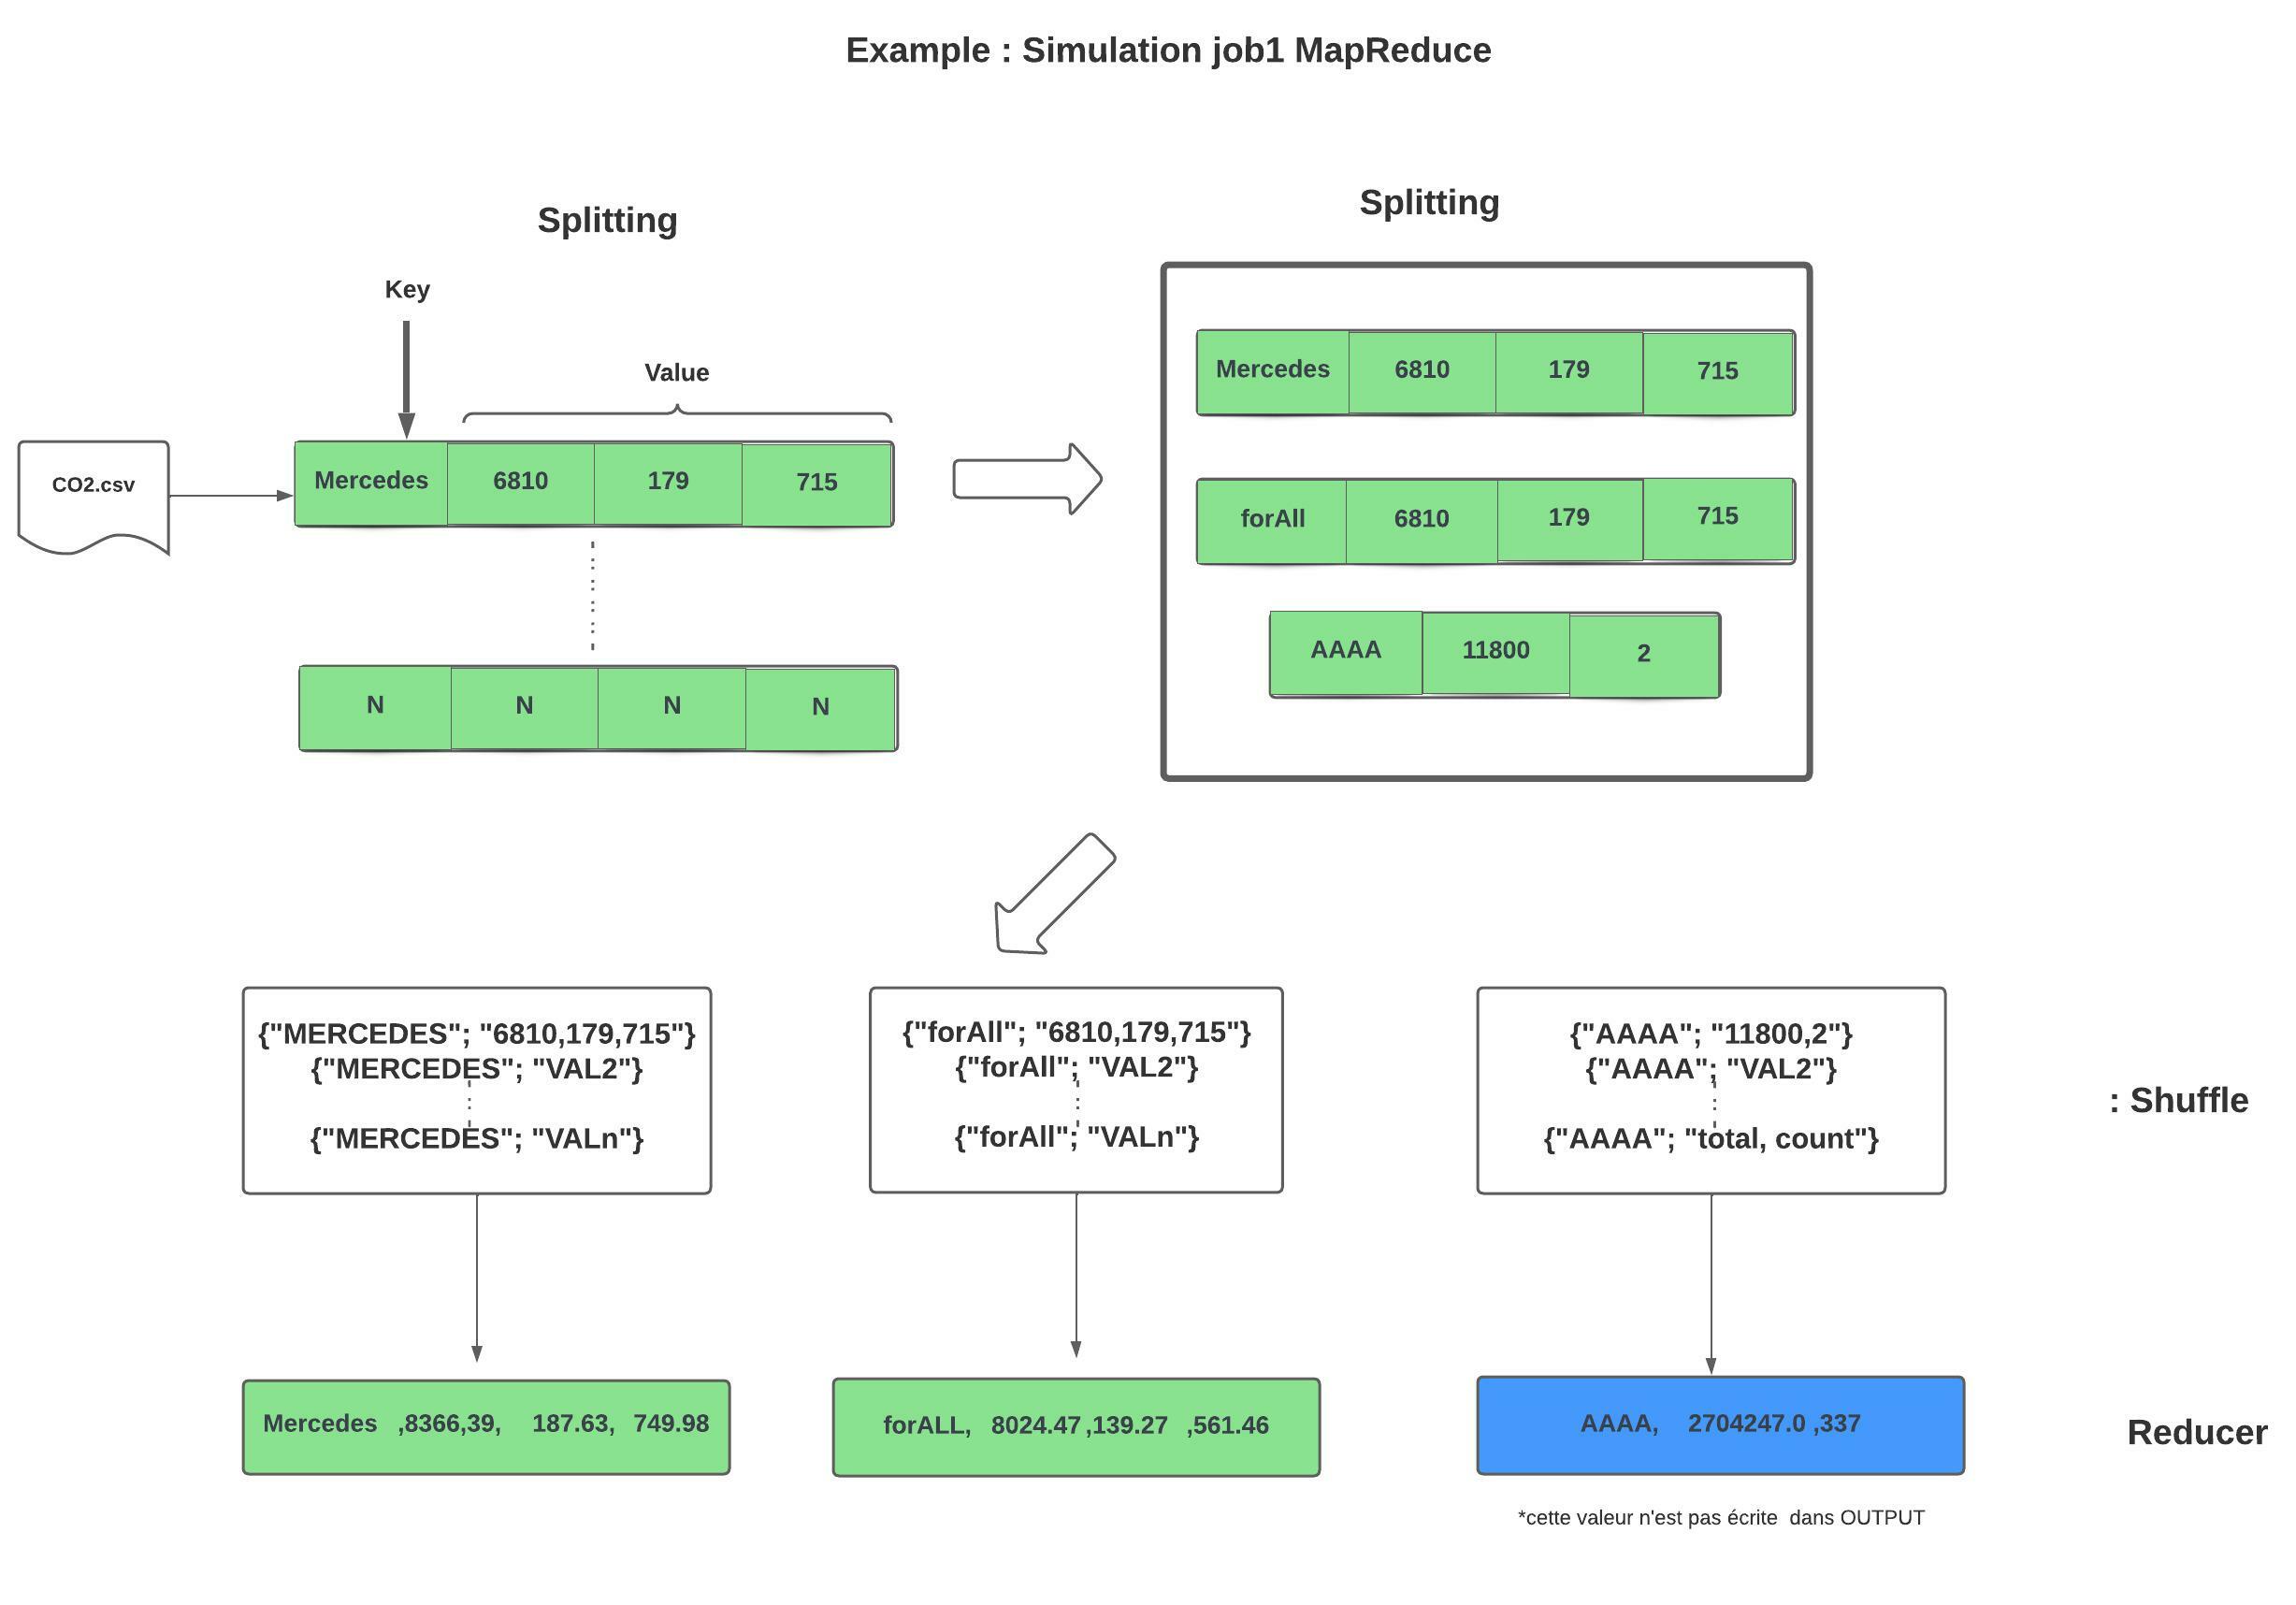 Example : Simulation job1 MapReduce
Splitting
Key
Value
CO2.csv
Mercedes 6810 179 715
N N N N
Splitting
Mercedes 6810 179 715
forAll 6810 179 715
AAAA 11800 2
{"MERCEDES"; "6810,179,715"}
{"MERCEDES"; "VAL2"}
{"MERCEDES"; "VALn"}
{"forAll"; "6810,179,715"}
{"forAll"; "VAL2"}
{"forAll"; "VALn"}
{"AAAA"; "11800,2"}
{"AAAA"; "VAL2"}
{"AAAA"; "total, count"}
: Shuffle
Mercedes ,8366,39, 187.63, 749.98
forALL, 8024.47 ,139.27 ,561.46
AAAA, 2704247.0 ,337
Reducer
*cette valeur n'est pas écrite dans OUTPUT